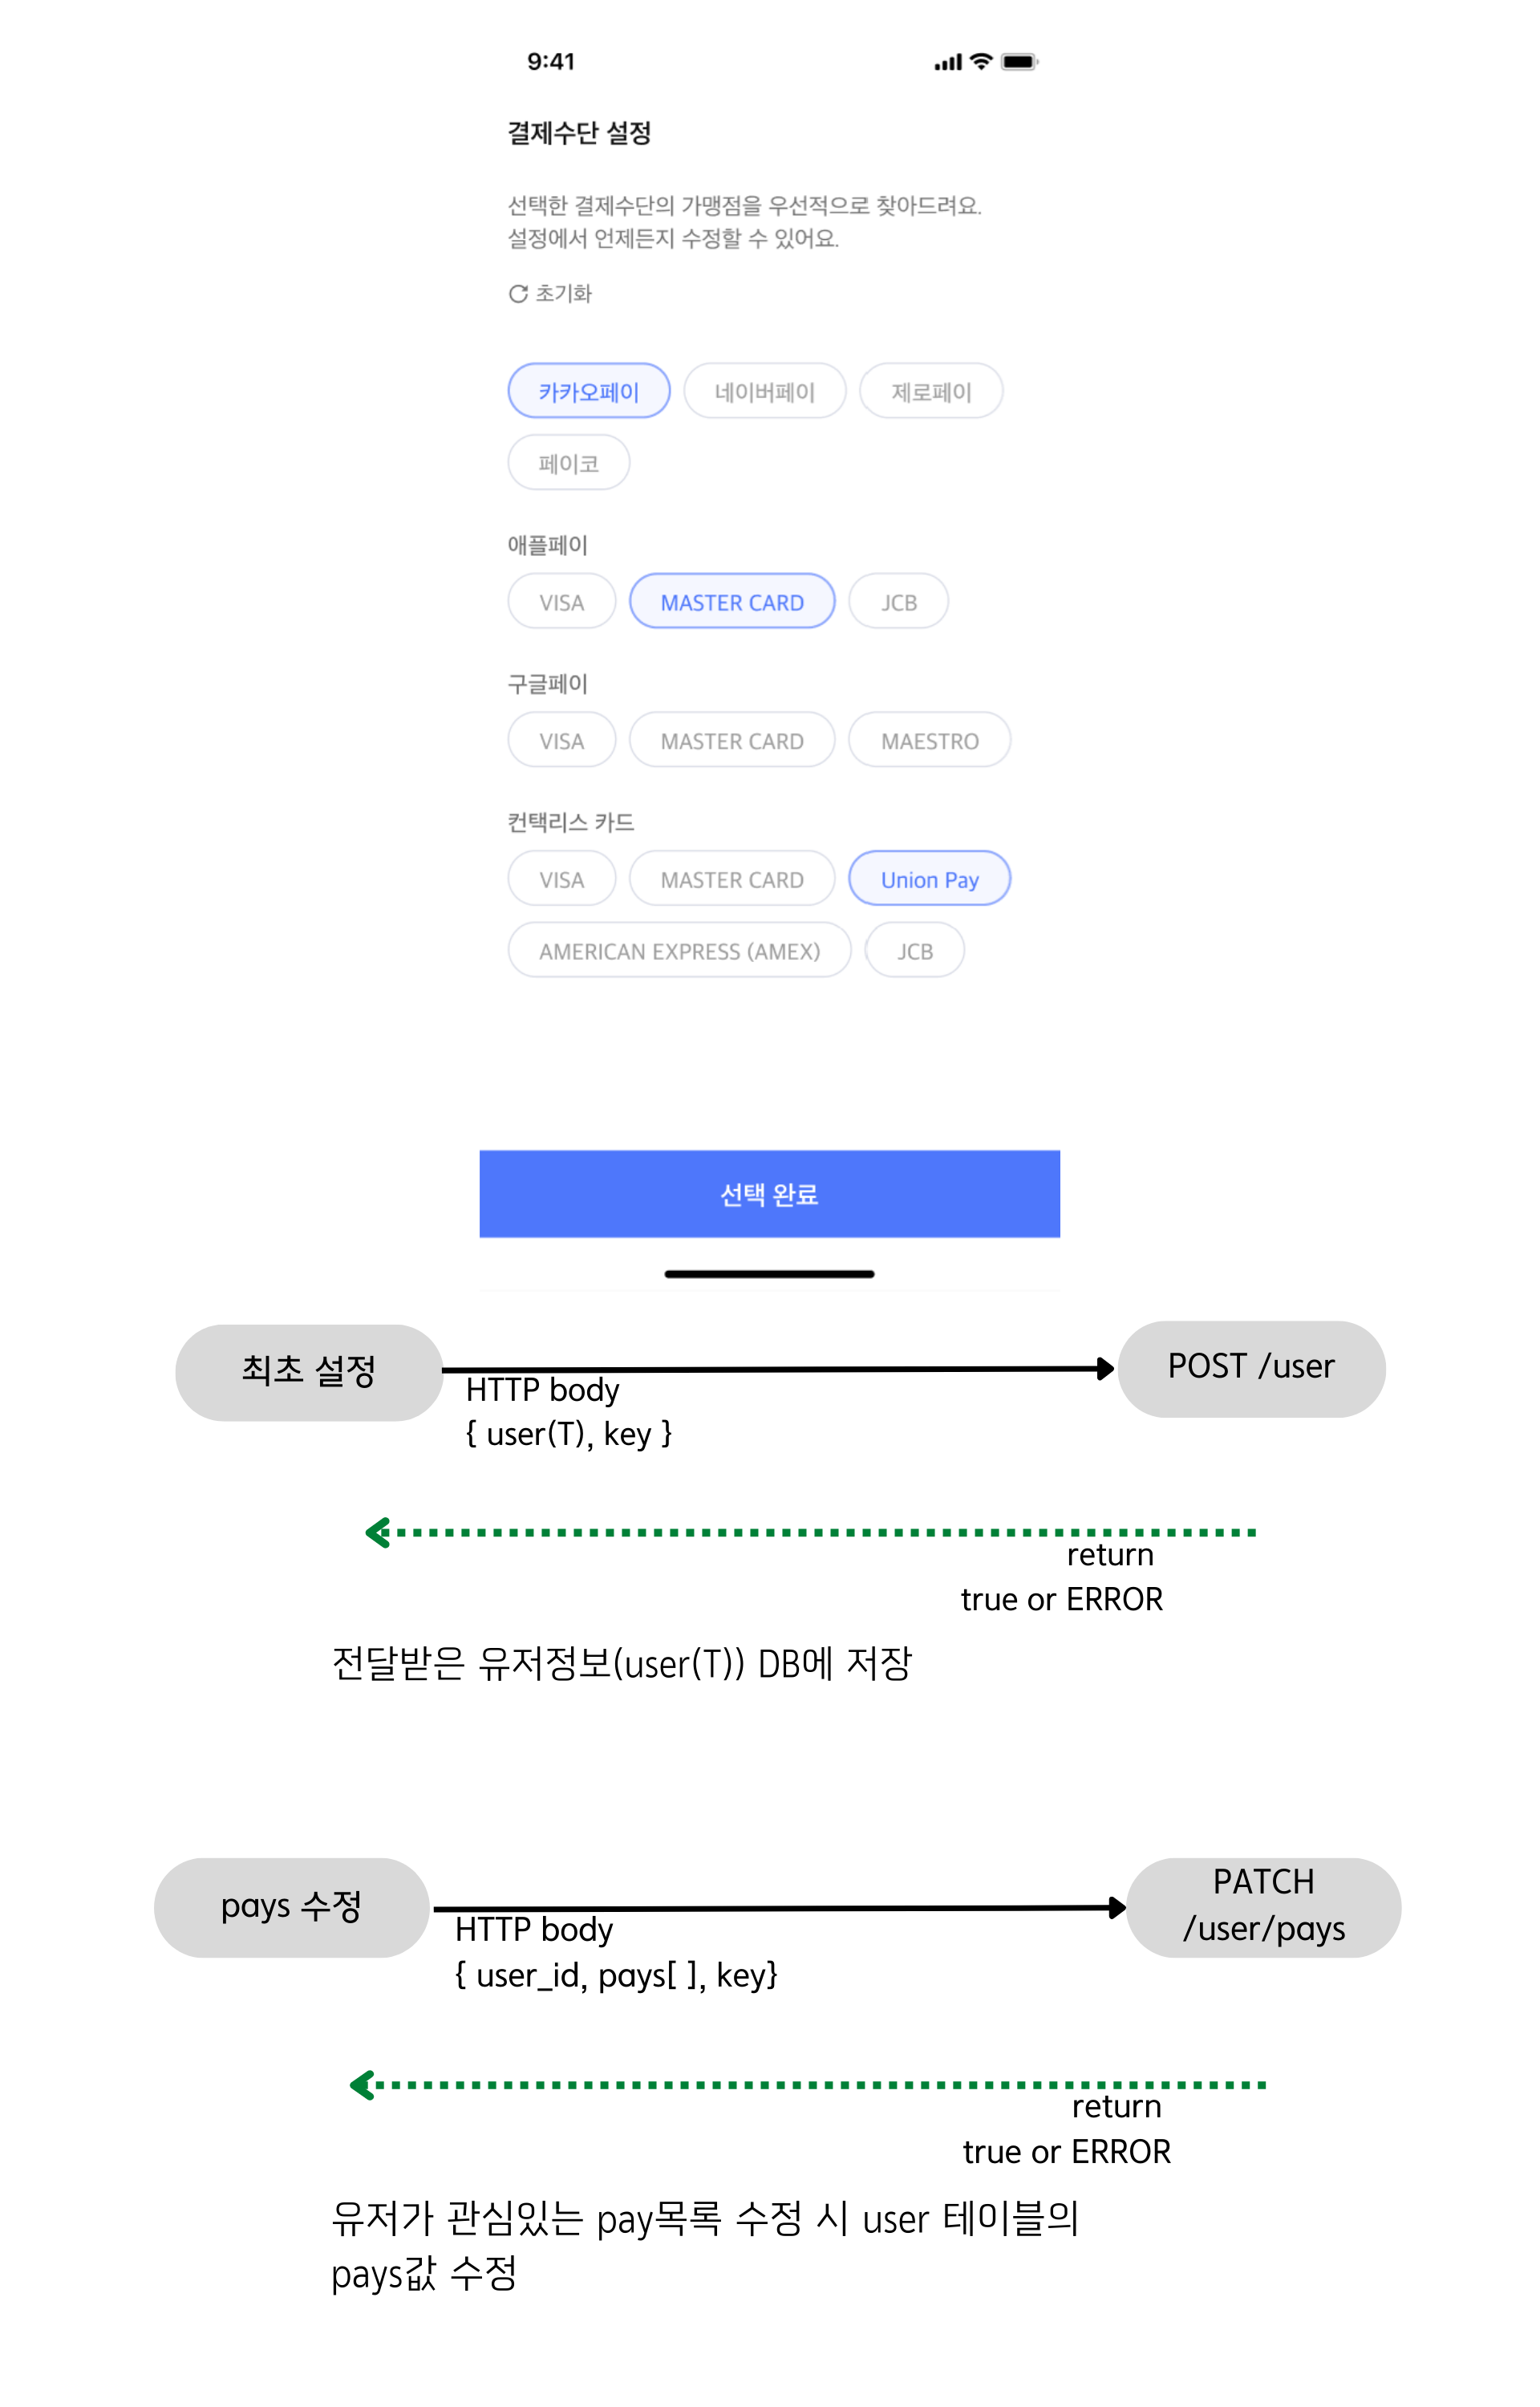 9:41
결제수단 설정
선택한 결제수단의 가맹점을 우선적으로 찾아드려요.
설정에서 언제든지 수정할 수 있어요.
초기화
카카오페이 네이버페이 제로페이
페이코
애플페이
VISA MASTER CARD JCB
구글페이
VISA MASTER CARD MAESTRO
컨택리스 카드
VISA MASTER CARD Union Pay
AMERICAN EXPRESS (AMEX) JCB
선택 완료
최초 설정
HTTP body
{ user(T), key }
POST /user
return
true or ERROR
전달받은 유저정보(user(T)) DB에 저장
pays 수정
HTTP body
{ user_id, pays[ ], key}
PATCH
/user/pays
return
true or ERROR
유저가 관심있는 pay목록 수정 시 user 테이블의
pays값 수정